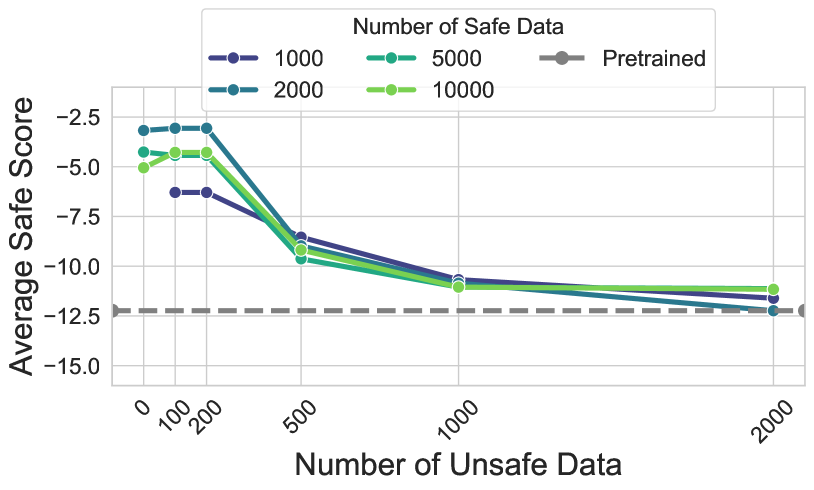 Number of Safe Data
1000 5000 Pretrained
2000 10000
Average Safe Score
−2.5
−5.0
−7.5
−10.0
−12.5
−15.0
0 100 200 500 1000 2000
Number of Unsafe Data